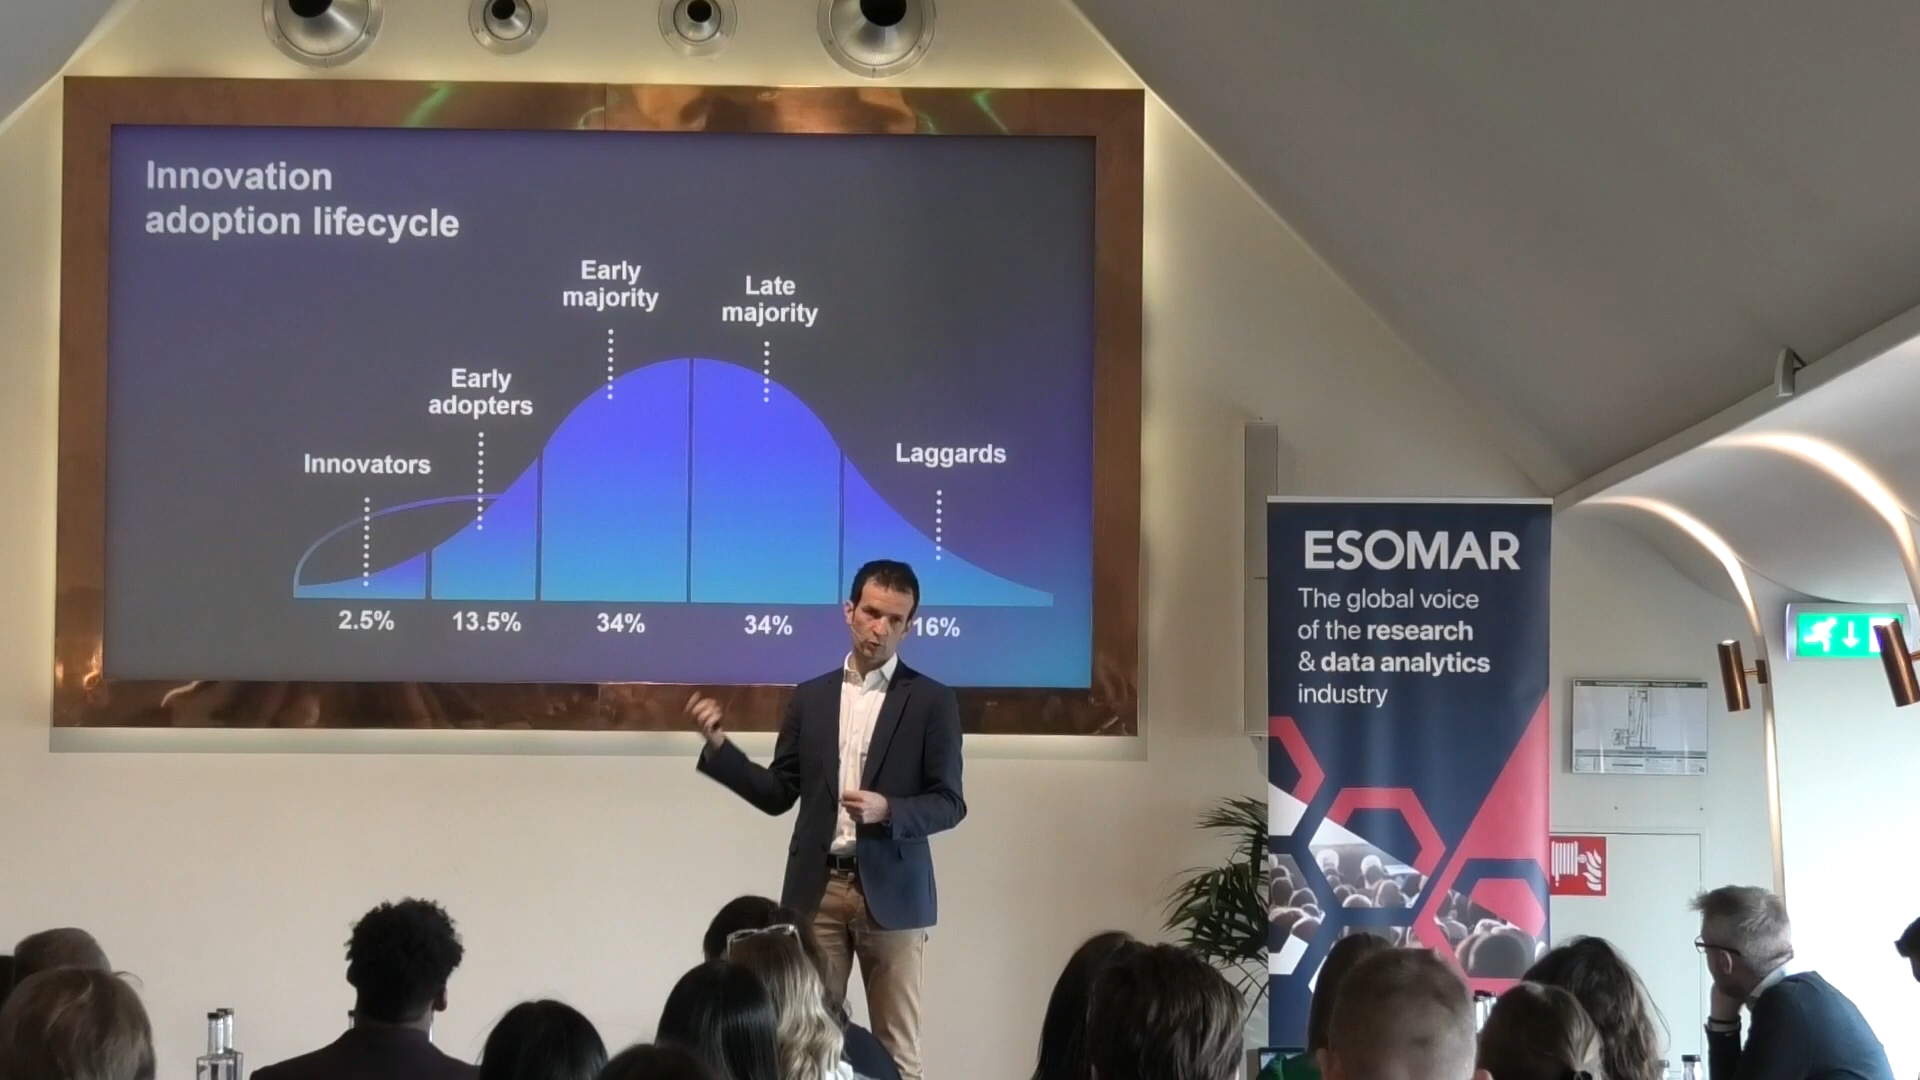 Innovation
adoption lifecycle
Early
majority
Late
majority
Early
adopters
Innovators
Laggards
2.5%
13.5%
34%
34%
16%
ESOMAR
The global voice
of the research
& data analytics
industry